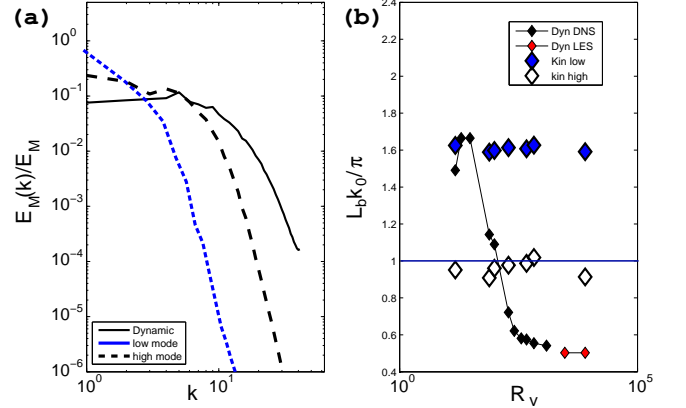 (a)
10^0
10^-1
10^-2
10^-3
10^-4
10^-5
10^-6
E_M(k)/E_M
Dynamic
low mode
high mode
10^0
10^1
k
(b)
2.4
2.2
2
1.8
1.6
1.4
1.2
1
0.8
0.6
0.4
L_b k_0/π
Dyn DNS
Dyn LES
Kin low
kin high
10^0
10^5
R_v